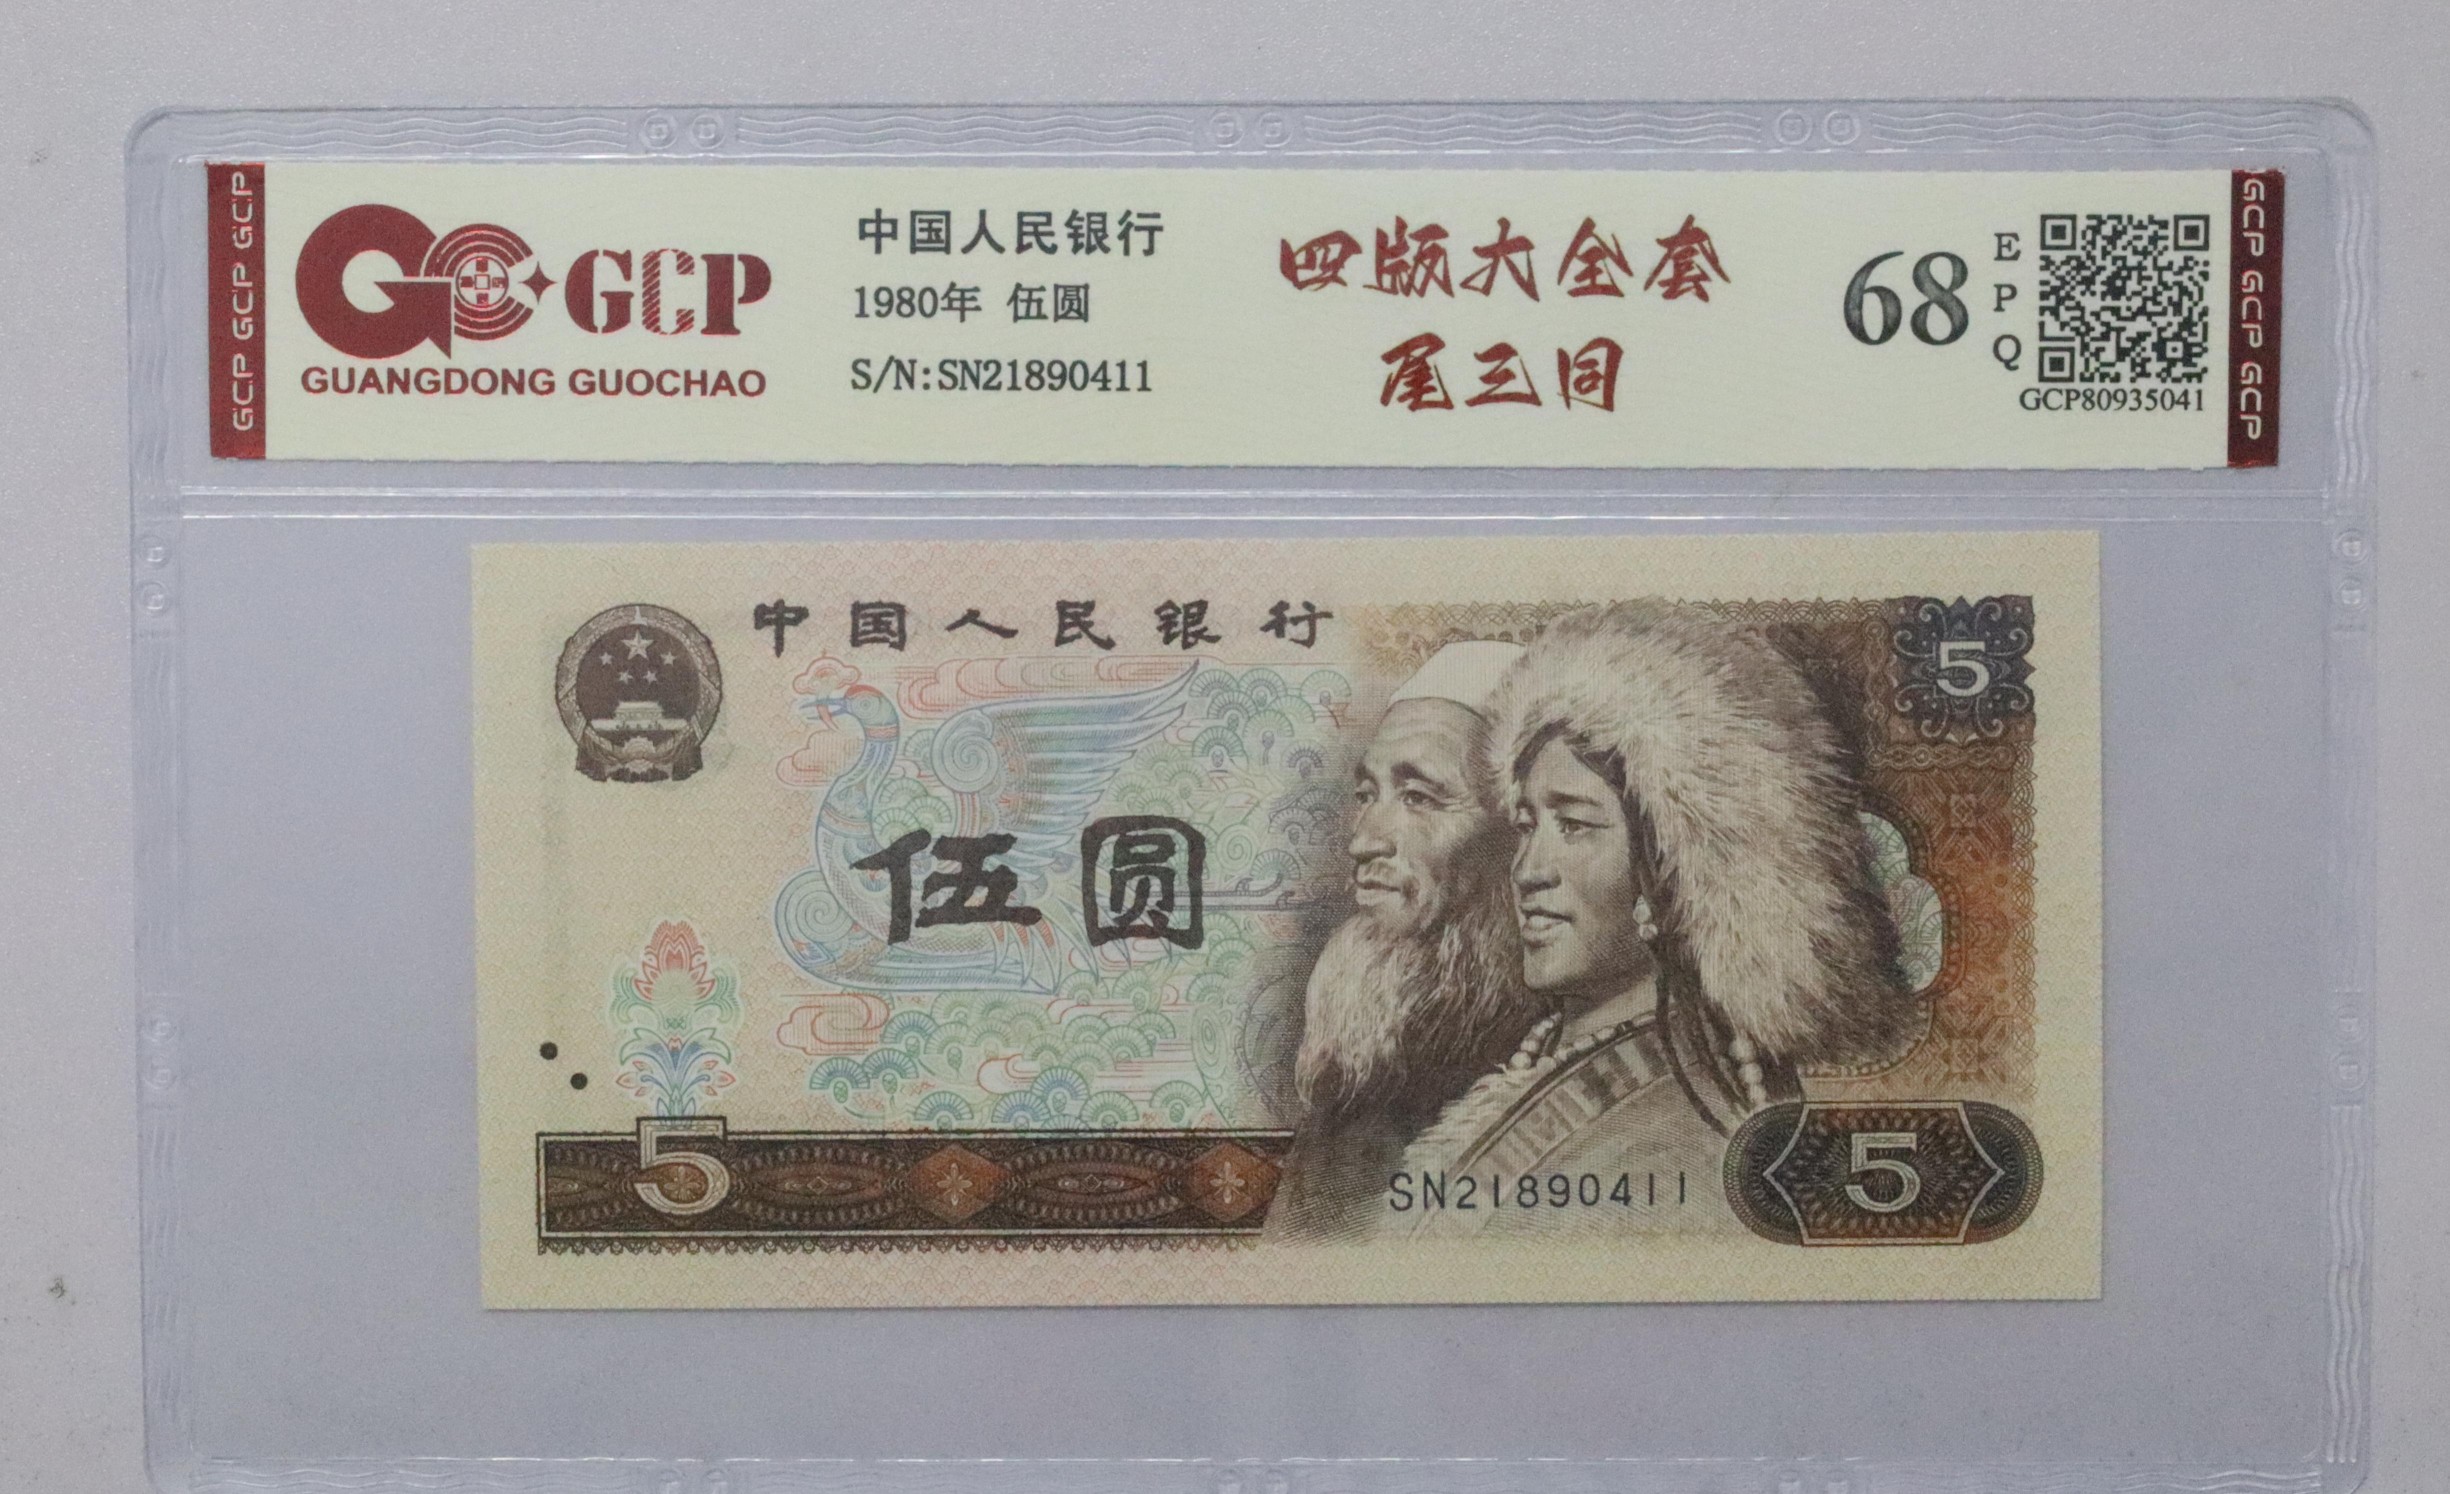 GCP GCP GCP
GCP
GUANGDONG GUOCHAO
中国人民银行
1980年 伍圆
S/N:SN21890411
四版大全套
尾三同
68
EPQ
GCP80935041
GCP GCP GCP
中国人民银行
5
伍圆
5
SN21890411
5